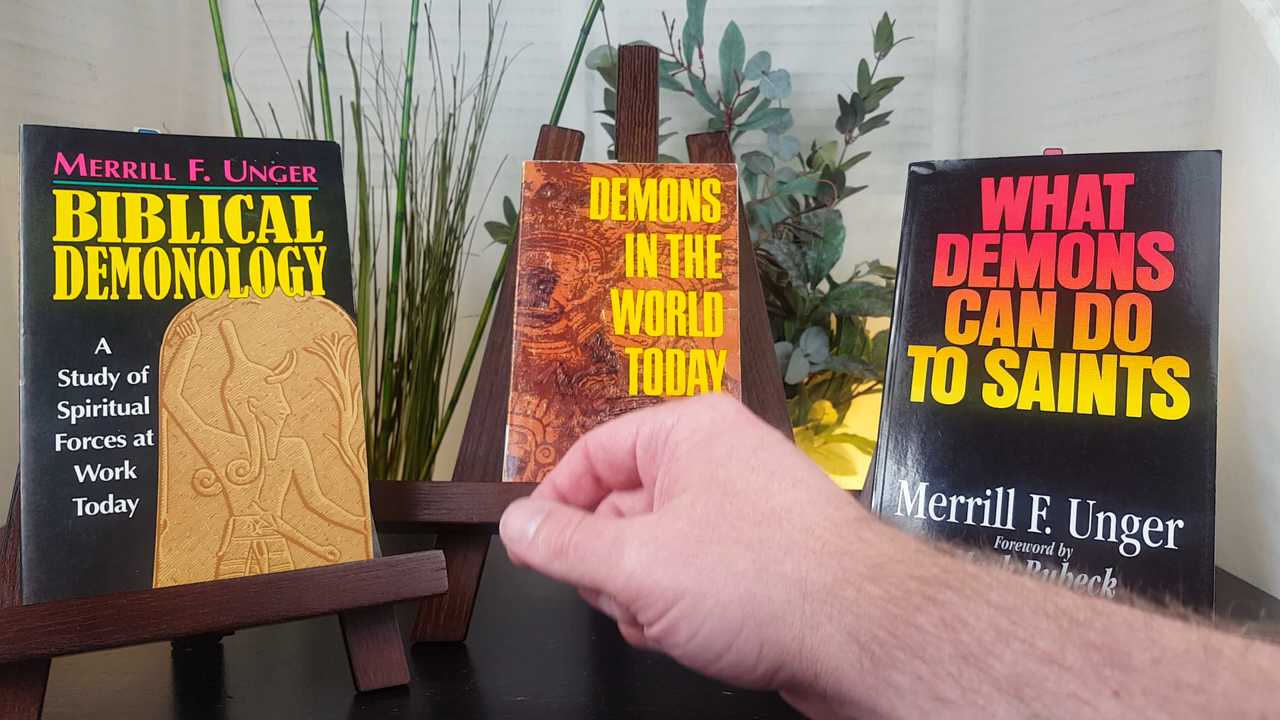 MERRILL F. UNGER
BIBLICAL
DEMONOLOGY
A
Study of
Spiritual
Forces at
Work
Today
DEMONS
IN THE
WORLD
TODAY
WHAT
DEMONS
CAN DO
TO SAINTS
Merrill F. Unger
Foreword by
Rubeck